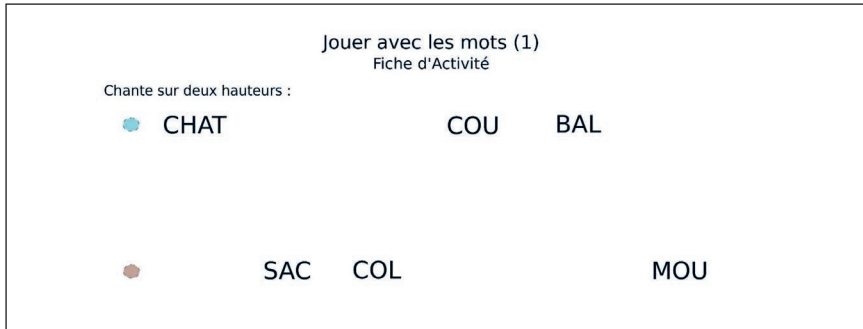 Jouer avec les mots (1)
Fiche d'Activité
Chante sur deux hauteurs :
CHAT COU BAL
SAC COL MOU